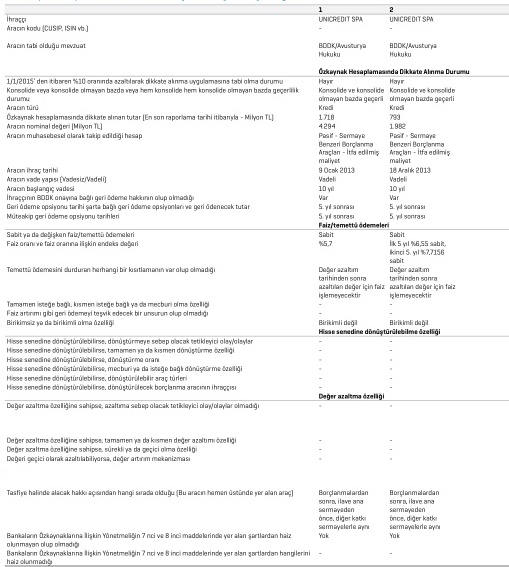 1 2
İhraççı UNICREDIT SPA UNICREDIT SPA
Aracın kodu (CUSIP, ISIN vb.) - -
Aracın tabi olduğu mevzuat BDDK/Avusturya BDDK/Avusturya
Hukuku Hukuku
Özkaynak Hesaplamasında Dikkate Alınma Durumu
1/1/2015' den itibaren %10 oranında azaltılarak dikkate alınma uygulamasına tabi olma durumu Hayır Hayır
Konsolide veya konsolide olmayan bazda veya hem konsolide hem konsolide olmayan bazda geçerlilik Konsolide ve konsolide Konsolide ve konsolide
durumu olmayan bazda geçerli olmayan bazda geçerli
Aracın türü Kredi Kredi
Özkaynak hesaplamasında dikkate alınan tutar (En son raporlama tarihi itibarıyla - Milyon TL) 1.718 793
Aracın nominal değeri (Milyon TL) 4.294 1.982
Aracın muhasebesel olarak takip edildiği hesap Pasif - Sermaye Pasif - Sermaye
Benzeri Borçlanma Benzeri Borçlanma
Araçları - İtfa edilmiş Araçları - İtfa edilmiş
maliyet maliyet
Aracın ihraç tarihi 9 Ocak 2013 18 Aralık 2013
Aracın vade yapısı (Vadesiz/Vadeli) Vadeli Vadeli
Aracın başlangıç vadesi 10 yıl 10 yıl
İhraççının BDDK onayına bağlı geri ödeme hakkının olup olmadığı Var Var
Geri ödeme opsiyonu tarihi şarta bağlı geri ödeme opsiyonları ve geri ödenecek tutar 5. yıl sonrası 5. yıl sonrası
Müteakip geri ödeme opsiyonu tarihleri 5. yıl sonrası 5. yıl sonrası
Faiz/temettü ödemeleri
Sabit ya da değişken faiz/temettü ödemeleri Sabit Sabit
Faiz oranı ve faiz oranına ilişkin endeks değeri %5,7 İlk 5 yıl %6,55 sabit,
ikinci 5. yıl %7,7156
sabit
Temettü ödemesini durduran herhangi bir kısıtlamanın var olup olmadığı Değer azaltım Değer azaltım
tarihinden sonra tarihinden sonra
azaltılan değer için faiz azaltılan değer için faiz
işlemeyecektir işlemeyecektir
Tamamen isteğe bağlı, kısmen isteğe bağlı ya da mecburi olma özelliği - -
Faiz artırımı gibi geri ödemeyi teşvik edecek bir unsurun olup olmadığı - -
Birikimsiz ya da birikimli olma özelliği Birikimli değil Birikimli değil
Hisse senedine dönüştürülebilme özelliği
Hisse senedine dönüştürülebilirse, dönüştürmeye sebep olacak tetikleyici olay/olaylar - -
Hisse senedine dönüştürülebilirse, tamamen ya da kısmen dönüştürme özelliği - -
Hisse senedine dönüştürülebilirse, dönüştürme oranı - -
Hisse senedine dönüştürülebilirse, mecburi ya da isteğe bağlı dönüştürme özelliği - -
Hisse senedine dönüştürülebilirse, dönüştürülebilir araç türleri - -
Hisse senedine dönüştürülebilirse, dönüştürülecek borçlanma aracının ihraççısı - -
Değer azaltma özelliği
Değer azaltma özelliğine sahipse, azaltıma sebep olacak tetikleyici olay/olaylar olmadığı - -
Değer azaltma özelliğine sahipse, tamamen ya da kısmen değer azaltımı özelliği - -
Değer azaltma özelliğine sahipse, sürekli ya da geçici olma özelliği - -
Değeri geçici olarak azaltılabiliyorsa, değer artırım mekanizması - -
Tasfiye halinde alacak hakkı açısından hangi sırada olduğu (Bu aracın hemen üstünde yer alan araç) Borçlanmalardan Borçlanmalardan
sonra, ilave ana sonra, ilave ana
sermayeden sermayeden
önce, diğer katkı önce, diğer katkı
sermayelerle aynı sermayelerle aynı
Bankaların Özkaynaklarına İlişkin Yönetmeliğin 7 nci ve 8 inci maddelerinde yer alan şartlardan haiz Yok Yok
olunmayan olup olmadığı
Bankaların Özkaynaklarına İlişkin Yönetmeliğin 7 nci ve 8 inci maddelerinde yer alan şartlardan hangilerini - -
haiz olunmadığı